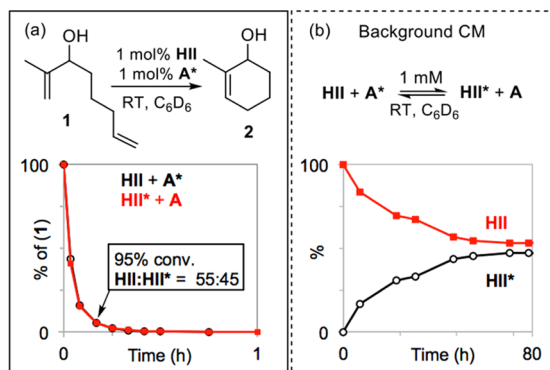 (a)
OH
1 mol% HII
1 mol% A*
RT, C6D6
1
OH
2
100
% of (1)
0
HII + A*
HII* + A
95% conv.
HII:HII* = 55:45
0
Time (h)
1
(b)
Background CM
HII + A*
1 mM
RT, C6D6
HII* + A
100
%
0
HII
HII*
0
Time (h)
80